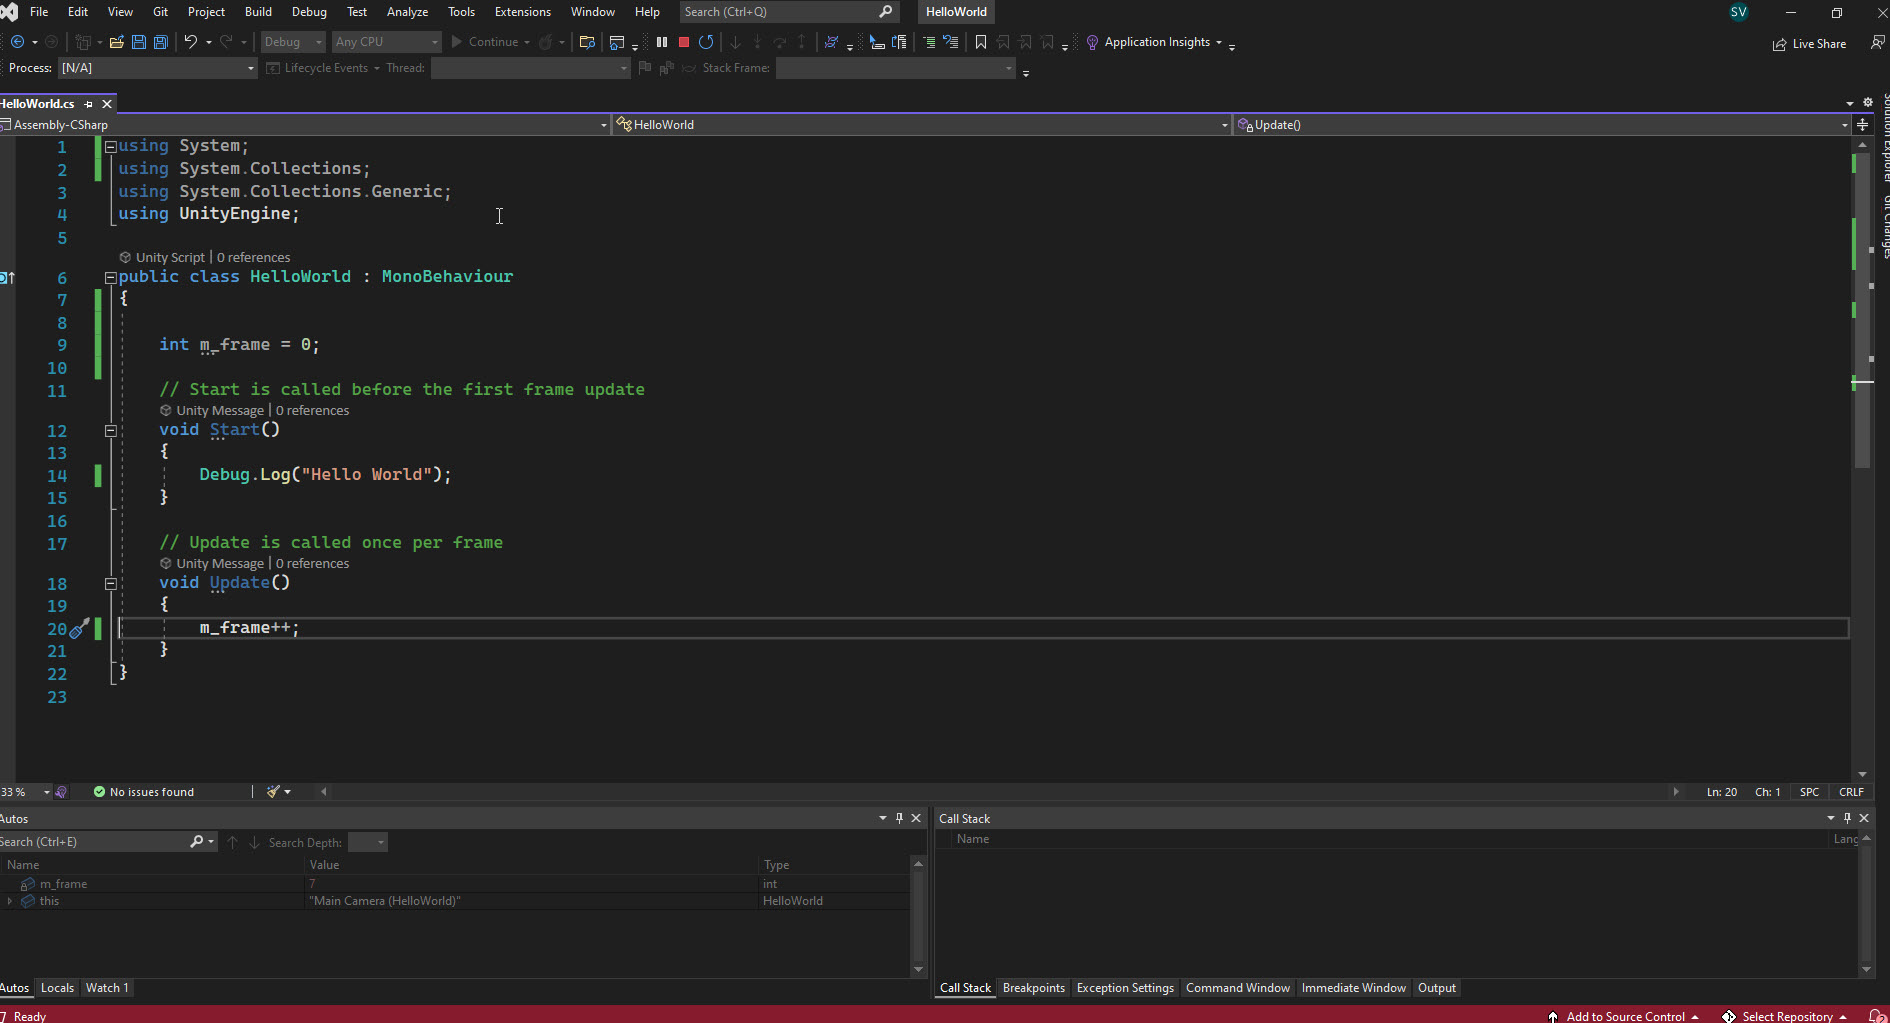 File Edit View Git Project Build Debug Test Analyze Tools Extensions Window Help Search (Ctrl+Q) HelloWorld SV
Debug Any CPU Continue Application Insights Live Share
Process: [N/A] Lifecycle Events Thread: Stack Frame:
HelloWorld.cs
Assembly-CSharp HelloWorld Update()
Solution Explorer
Git Changes
1 using System;
2 using System.Collections;
3 using System.Collections.Generic;
4 using UnityEngine;
5
Unity Script | 0 references
6 public class HelloWorld : MonoBehaviour
7 {
8
9 int m_frame = 0;
10
11 // Start is called before the first frame update
Unity Message | 0 references
12 void Start()
13 {
14 Debug.Log("Hello World");
15 }
16
17 // Update is called once per frame
Unity Message | 0 references
18 void Update()
19 {
20 m_frame++;
21 }
22 }
23
33 % No issues found Ln: 20 Ch: 1 SPC CRLF
Autos
Search (Ctrl+E) Search Depth:
Name Value Type
m_frame 7 int
this "Main Camera (HelloWorld)" HelloWorld
Autos Locals Watch 1
Call Stack
Name Lang
Call Stack Breakpoints Exception Settings Command Window Immediate Window Output
Ready Add to Source Control Select Repository 2